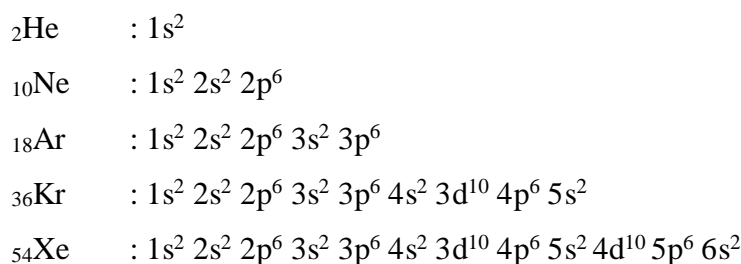 ₂He : 1s² 
₁₀Ne : 1s² 2s² 2p⁶
₁₈Ar : 1s² 2s² 2p⁶ 3s² 3p⁶
₃₆Kr : 1s² 2s² 2p⁶ 3s² 3p⁶ 4s² 3d¹⁰ 4p⁶ 5s²
₅₄Xe : 1s² 2s² 2p⁶ 3s² 3p⁶ 4s² 3d¹⁰ 4p⁶ 5s² 4d¹⁰ 5p⁶ 6s²